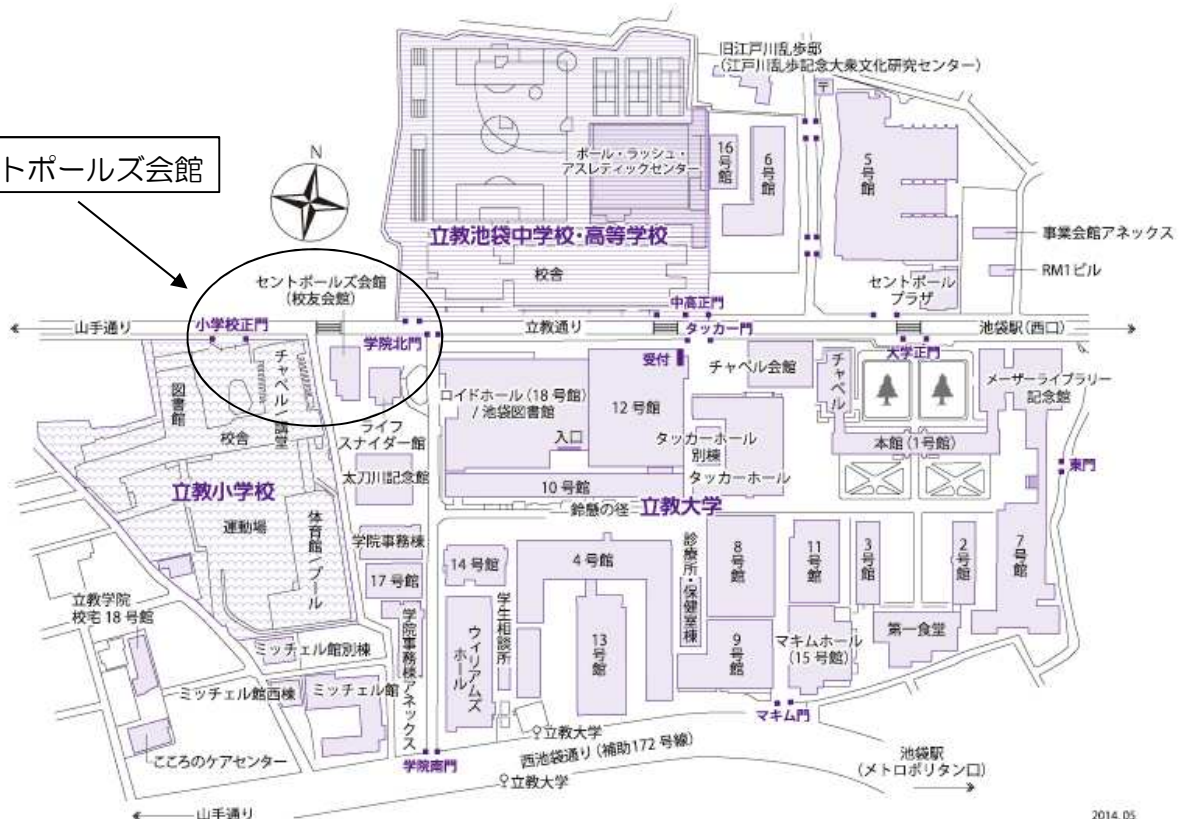 旧江戸川乱歩邸
(江戸川乱歩記念大衆文化研究センター)
〒
トポールズ会館
N
ポール・ラッシュ・
アスレティックセンター
16号館
6号館
5号館
立教池袋中学校・高等学校
校舎
事業会館アネックス
RM1ビル
セントポール
プラザ
セントポールズ会館
(校友会館)
中高正門
山手通り
小学校正門
立教通り
タッカー門
池袋駅(西口)
学院北門
受付
大学正門
図書館
チャペル/講堂
校舎
ライフ
スナイダー館
ロイドホール(18号館)
/池袋図書館
入口
12号館
チャペル会館
チャペル
メーザーライブラリー
記念館
タッカーホール
別棟
タッカーホール
本館(1号館)
東門
太刀川記念館
10号館
立教小学校
鈴懸の径
立教大学
運動場
体育館/プール
学院事務棟
17号館
14号館
4号館
診療所・保健室棟
8号館
11号館
3号館
2号館
7号館
立教学院
校宅18号館
学院事務棟アネックス
ウィリアムズ
ホール
学生相談所
13号館
9号館
マキムホール
(15号館)
第一食堂
ミッチェル館別棟
ミッチェル館西棟
ミッチェル館
こころのケアセンター
学院南門
立教大学
西池袋通り(補助172号線)
立教大学
マキム門
池袋駅
(メトロポリタン口)
山手通り
2014.05